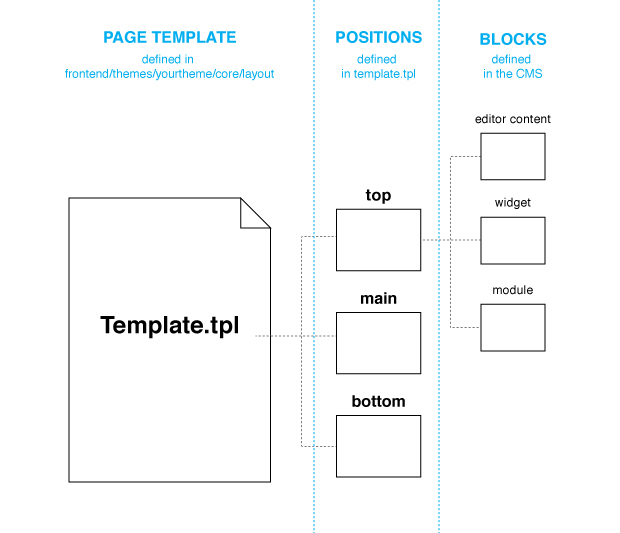 PAGE TEMPLATE
defined in
frontend/themes/yourtheme/core/layout
POSITIONS
defined
in template.tpl
BLOCKS
defined
in the CMS
Template.tpl
top
main
bottom
editor content
widget
module